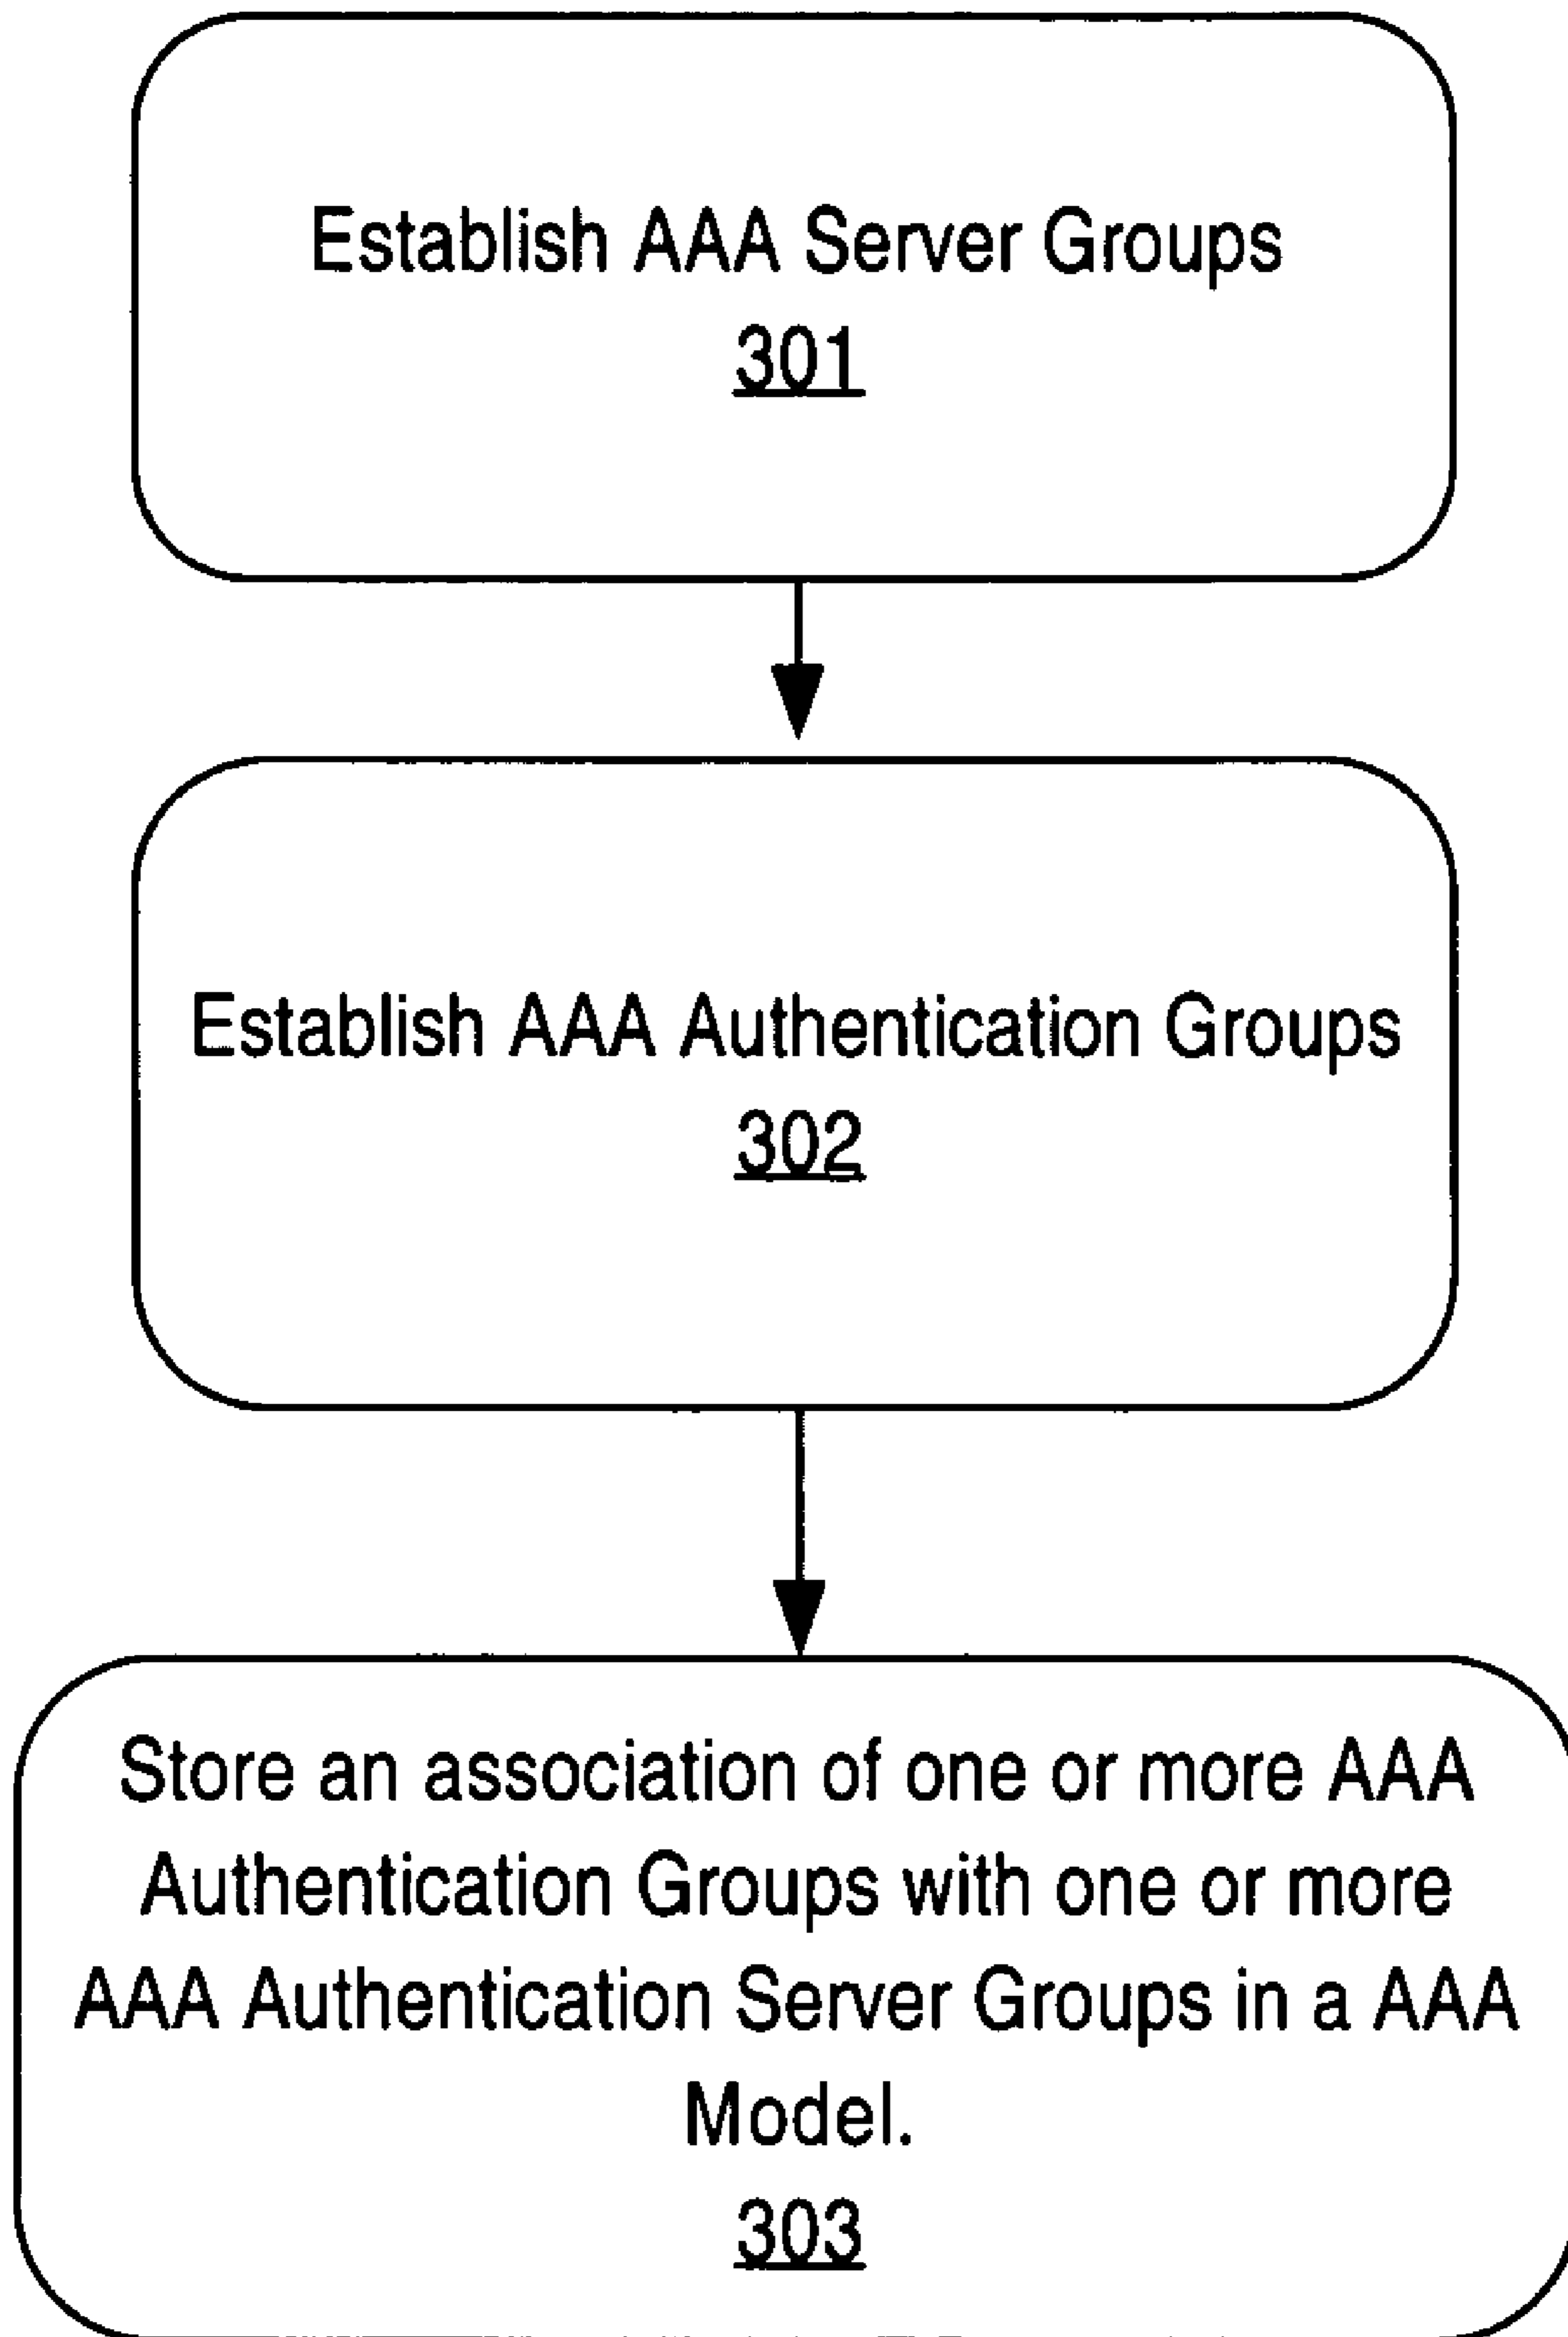 Establish AAA Server Groups
301
Establish AAA Authentication Groups
302
Store an association of one or more AAA
Authentication Groups with one or more
AAA Authentication Server Groups in a AAA
Model.
303